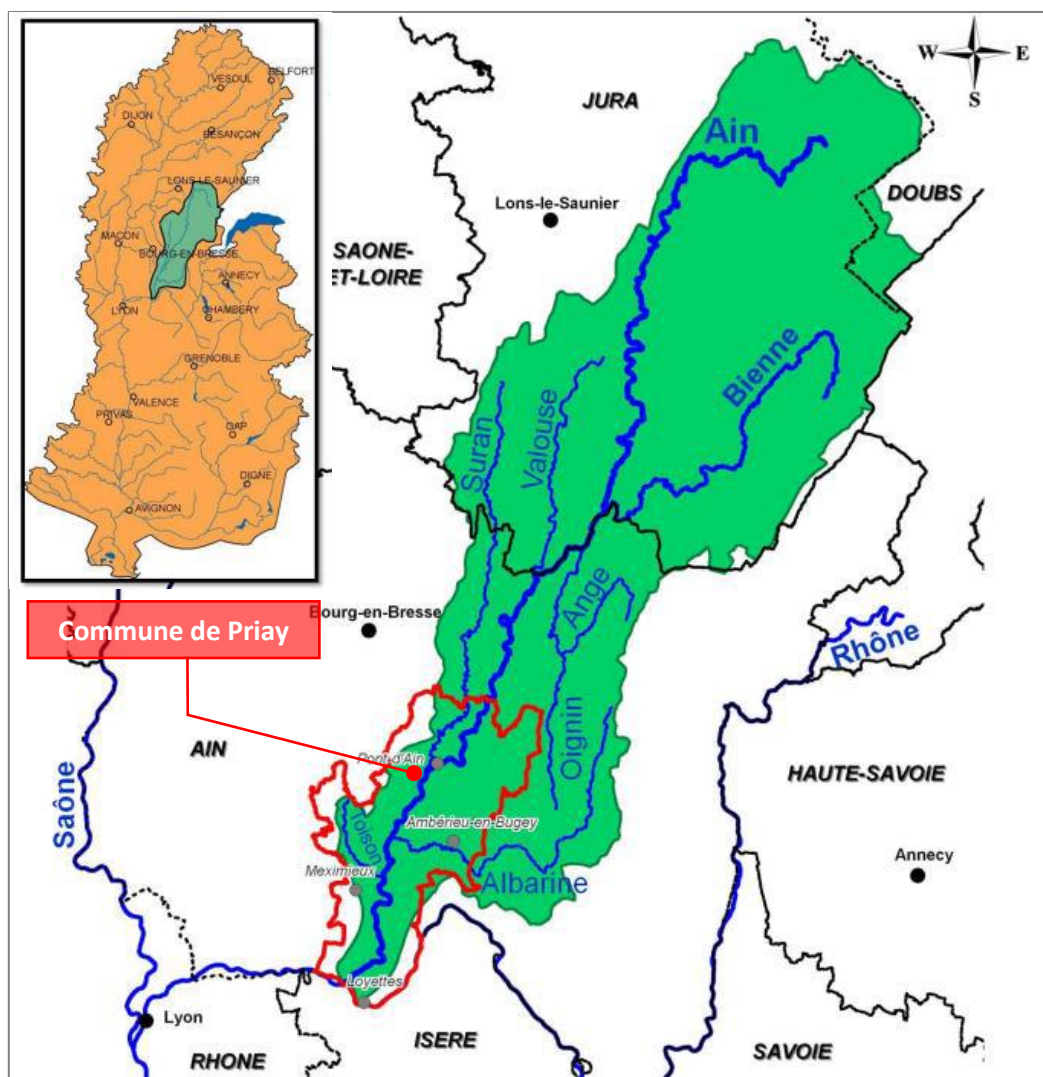 BELFORT
VESOUL
DIJON
BESANÇON
LONS-LE-SAUNIER
MACON
BOURG-EN-BRESSE
ANNECY
LYON
CHAMBERY
GRENOBLE
VALENCE
PRIVAS
GAP
DIGNE
AVIGNON
W
E
S
JURA
Ain
DOUBS
Lons-le-Saunier
SAONE-
ET-LOIRE
Bienne
Suran
Valouse
Ange
Bourg-en-Bresse
Commune de Priay
Rhône
Oignin
AIN
Pont-d'Ain
HAUTE-SAVOIE
Saône
Toison
Ambérieu-en-Bugey
Annecy
Meximieux
Albarine
Loyettes
Lyon
ISERE
RHONE
SAVOIE